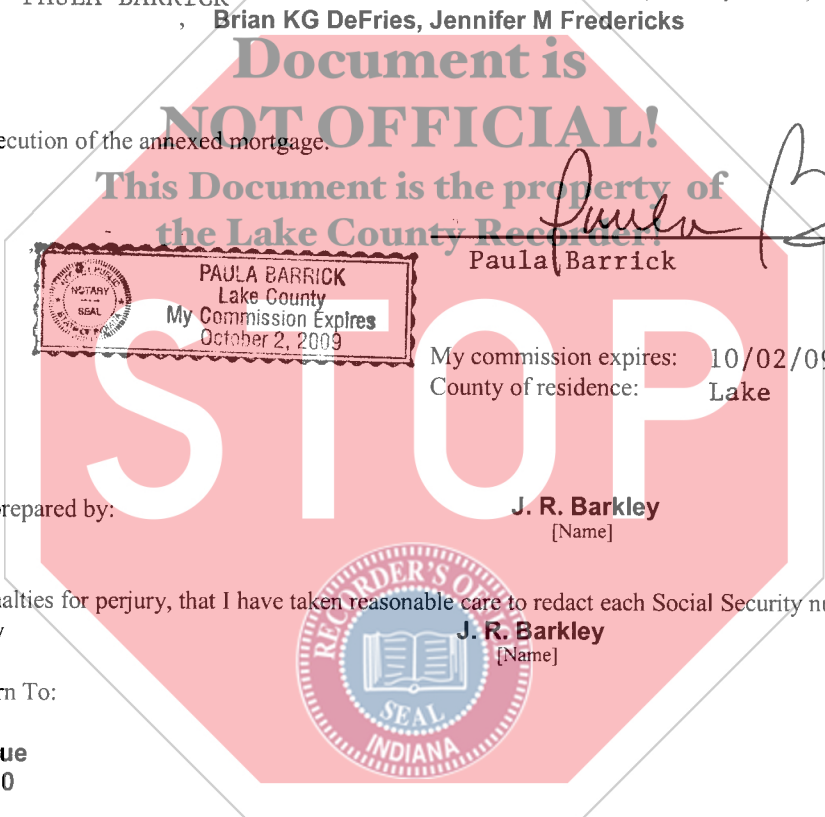 PAULA BARRICK
, Brian KG DeFries, Jennifer M Fredericks
Document is
NOT OFFICIAL!
ecution of the annexed mortgage.
This Document is the property of
the Lake County Recorder!
Paula B
Paula Barrick
PAULA BARRICK
Lake County
My Commission Expires
October 2, 2009
NOTARY
SEAL
My commission expires: 10/02/09
County of residence: Lake
STOP
repared by:
J. R. Barkley
[Name]
alties for perjury, that I have taken reasonable care to redact each Social Security nu
y
J. R. Barkley
[Name]
RECORDER'S OFFICE
SEAL
INDIANA
rn To:
ue
0